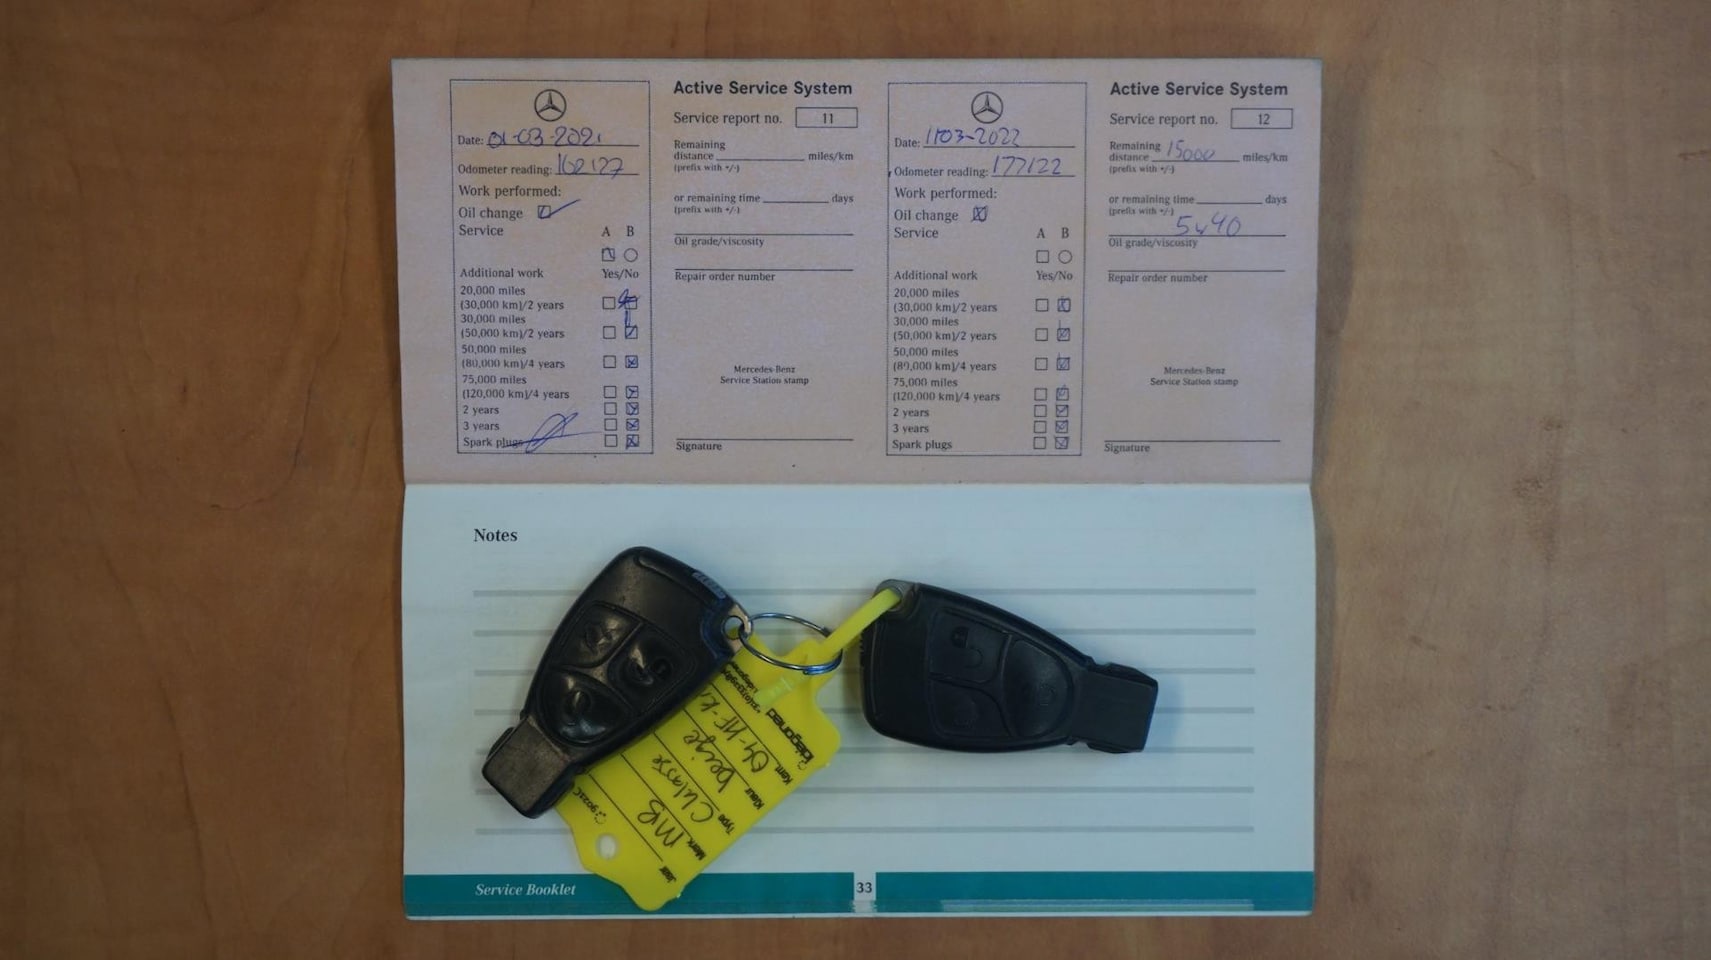 Date: 01-03-2021
Odometer reading: 162127
Work performed:
Oil change
Service A B
Additional work Yes/No
20,000 miles
(30,000 km)/2 years
30,000 miles
(50,000 km)/2 years
50,000 miles
(80,000 km)/4 years
75,000 miles
(120,000 km)/4 years
2 years
3 years
Spark plugs
Active Service System
Service report no. 11
Remaining
distance miles/km
(prefix with +/-)
or remaining time days
(prefix with +/-)
Oil grade/viscosity
Repair order number
Mercedes-Benz
Service Station stamp
Signature
Date: 1103-2022
Odometer reading: 177122
Work performed:
Oil change
Service A B
Additional work Yes/No
20,000 miles
(30,000 km)/2 years
30,000 miles
(50,000 km)/2 years
50,000 miles
(80,000 km)/4 years
75,000 miles
(120,000 km)/4 years
2 years
3 years
Spark plugs
Active Service System
Service report no. 12
Remaining
distance 15000 miles/km
(prefix with +/-)
or remaining time days
(prefix with +/-)
5w40
Oil grade/viscosity
Repair order number
Mercedes-Benz
Service Station stamp
Signature
Notes
Kent.
Kleur beige
Type Cklasse
Merk MB
Jaar
Service Booklet 33